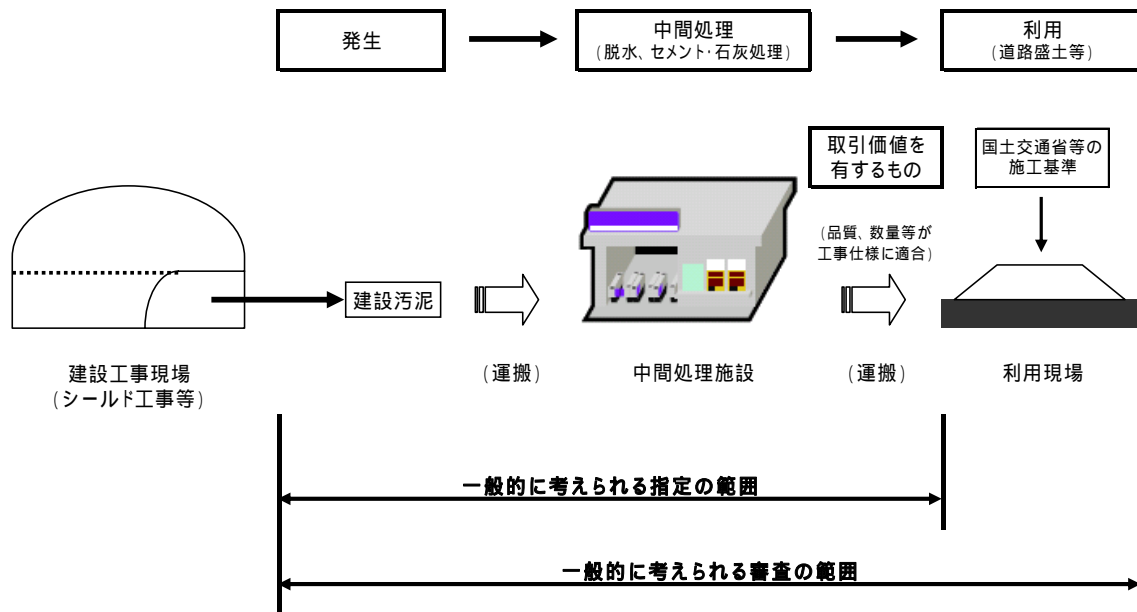 発生
中間処理
(脱水、セメント・石灰処理)
利用
(道路盛土等)
取引価値を
有するもの
国土交通省等の
施工基準
(品質、数量等が
工事仕様に適合)
建設汚泥
建設工事現場
(シールド工事等)
(運搬)
中間処理施設
(運搬)
利用現場
一般的に考えられる指定の範囲
一般的に考えられる審査の範囲